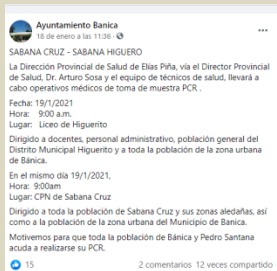 Ayuntamiento Banica
18 de enero a las 11:36 ·
SABANA CRUZ - SABANA HIGUERO
La Dirección Provincial de Salud de Elías Piña, vía el Director Provincial
de Salud, Dr. Arturo Sosa y el equipo de técnicos de salud, llevará a
cabo operativos médicos de toma de muestra PCR .
Fecha: 19/1/2021
Hora: 9:00 a.m.
Lugar: Liceo de Higuerito
Dirigido a docentes, personal administrativo, población general del
Distrito Municipal Higuerito y a toda la población de la zona urbana
de Bánica.
En el mismo día 19/1/2021,
Hora: 9:00am
Lugar: CPN de Sabana Cruz
Dirigido a toda la población de Sabana Cruz y sus zonas aledañas, así
como a la población de la zona urbana del Municipio de Banica.
Motivemos para que toda la población de Bánica y Pedro Santana
acuda a realizarse su PCR.
15 2 comentarios 12 veces compartido